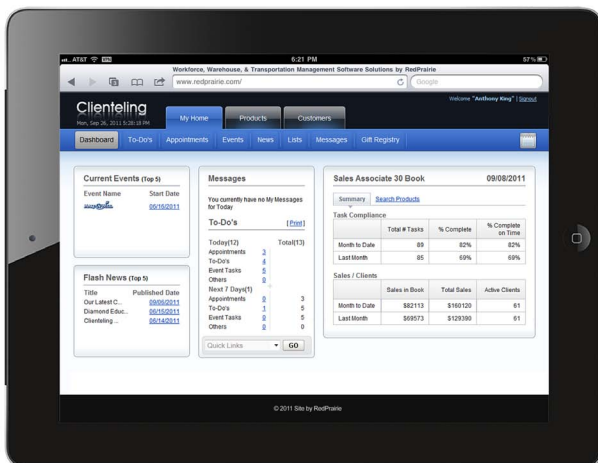 AT&T 6:21 PM 57%
Workforce, Warehouse, & Transportation Management Software Solutions by RedPrairie
www.redprairie.com/ Google
Clienteling
Mon, Sep 26, 2011 5:28:18 PM
Welcome "Anthony King" | Signout
My Home Products Customers
Dashboard To-Do's Appointments Events News Lists Messages Gift Registry
Current Events (Top 5)
Event Name Start Date
06/16/2011
Flash News (Top 5)
Title Published Date
Our Latest C... 09/06/2011
Diamond Educ... 06/15/2011
Clienteling ... 06/14/2011
Messages
You currently have no My Messages
for Today
To-Do's [Print]
Today(12) Total(13)
Appointments 3
To-Do's 4
Event Tasks 5
Others 0
Next 7 Days(1)
Appointments 0 3
To-Do's 1 5
Event Tasks 0 5
Others 0 0
Quick Links GO
Sales Associate 30 Book 09/08/2011
Summary Search Products
Task Compliance
Total # Tasks % Complete % Complete on Time
Month to Date 89 82% 82%
Last Month 85 69% 69%
Sales / Clients
Sales in Book Total Sales Active Clients
Month to Date $82113 $160120 61
Last Month $69573 $129390 61
© 2011 Site by RedPrairie